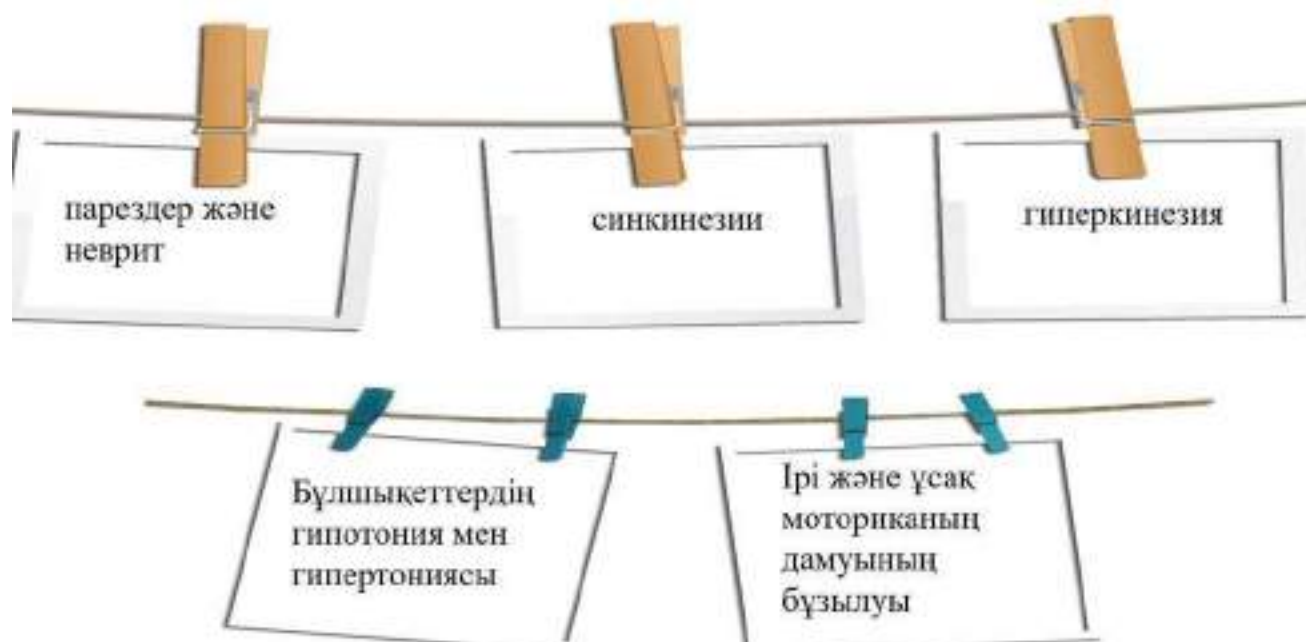 парездер және
неврит
синкинезии
гиперкинезия
Бұлшықеттердің
гипотония мен
гипертониясы
Ірі және ұсақ
моториканың
дамуының
бұзылуы